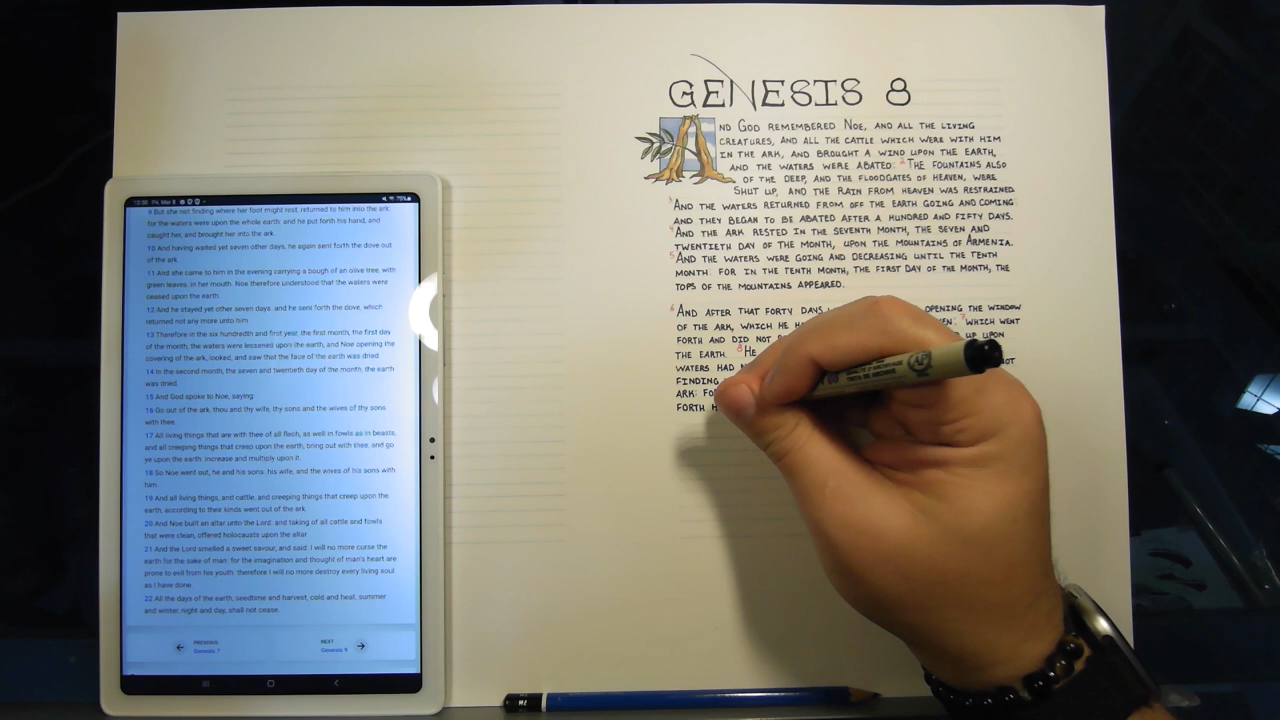 12:50 Fri, Mar 8
75%
9 But she not finding where her foot might rest, returned to him into the ark:
for the waters were upon the whole earth: and he put forth his hand, and
caught her, and brought her into the ark.
10 And having waited yet seven other days, he again sent forth the dove out
of the ark.
11 And she came to him in the evening carrying a bough of an olive tree, with
green leaves, in her mouth. Noe therefore understood that the waters were
ceased upon the earth.
12 And he stayed yet other seven days: and he sent forth the dove, which
returned not any more unto him.
13 Therefore in the six hundredth and first year, the first month, the first day
of the month, the waters were lessened upon the earth, and Noe opening the
covering of the ark, looked, and saw that the face of the earth was dried.
14 In the second month, the seven and twentieth day of the month, the earth
was dried.
15 And God spoke to Noe, saying:
16 Go out of the ark, thou and thy wife, thy sons and the wives of thy sons
with thee.
17 All living things that are with thee of all flesh, as well in fowls as in beasts,
and all creeping things that creep upon the earth, bring out with thee, and go
ye upon the earth: increase and multiply upon it.
18 So Noe went out, he and his sons: his wife, and the wives of his sons with
him.
19 And all living things, and cattle, and creeping things that creep upon the
earth, according to their kinds went out of the ark.
20 And Noe built an altar unto the Lord: and taking of all cattle and fowls
that were clean, offered holocausts upon the altar.
21 And the Lord smelled a sweet savour, and said: I will no more curse the
earth for the sake of man: for the imagination and thought of man's heart are
prone to evil from his youth: therefore I will no more destroy every living soul
as I have done.
22 All the days of the earth, seedtime and harvest, cold and heat, summer
and winter, night and day, shall not cease.
PREVIOUS
Genesis 7
NEXT
Genesis 9
GENESIS 8
AND GOD REMEMBERED NOE, AND ALL THE LIVING
CREATURES, AND ALL THE CATTLE WHICH WERE WITH HIM
IN THE ARK, AND BROUGHT A WIND UPON THE EARTH,
AND THE WATERS WERE ABATED: 2 THE FOUNTAINS ALSO
OF THE DEEP, AND THE FLOODGATES OF HEAVEN, WERE
SHUT UP, AND THE RAIN FROM HEAVEN WAS RESTRAINED.
3 AND THE WATERS RETURNED FROM OFF THE EARTH GOING AND COMING:
AND THEY BEGAN TO BE ABATED AFTER A HUNDRED AND FIFTY DAYS.
4 AND THE ARK RESTED IN THE SEVENTH MONTH, THE SEVEN AND
TWENTIETH DAY OF THE MONTH, UPON THE MOUNTAINS OF ARMENIA.
5 AND THE WATERS WERE GOING AND DECREASING UNTIL THE TENTH
MONTH: FOR IN THE TENTH MONTH, THE FIRST DAY OF THE MONTH, THE
TOPS OF THE MOUNTAINS APPEARED.
6 AND AFTER THAT FORTY DAYS OPENING THE WINDOW
OF THE ARK, WHICH HE 7 WHICH WENT
FORTH AND DID NOT UP UPON
THE EARTH. 8 HE
WATERS HAD
FINDING
ARK: 
FORTH